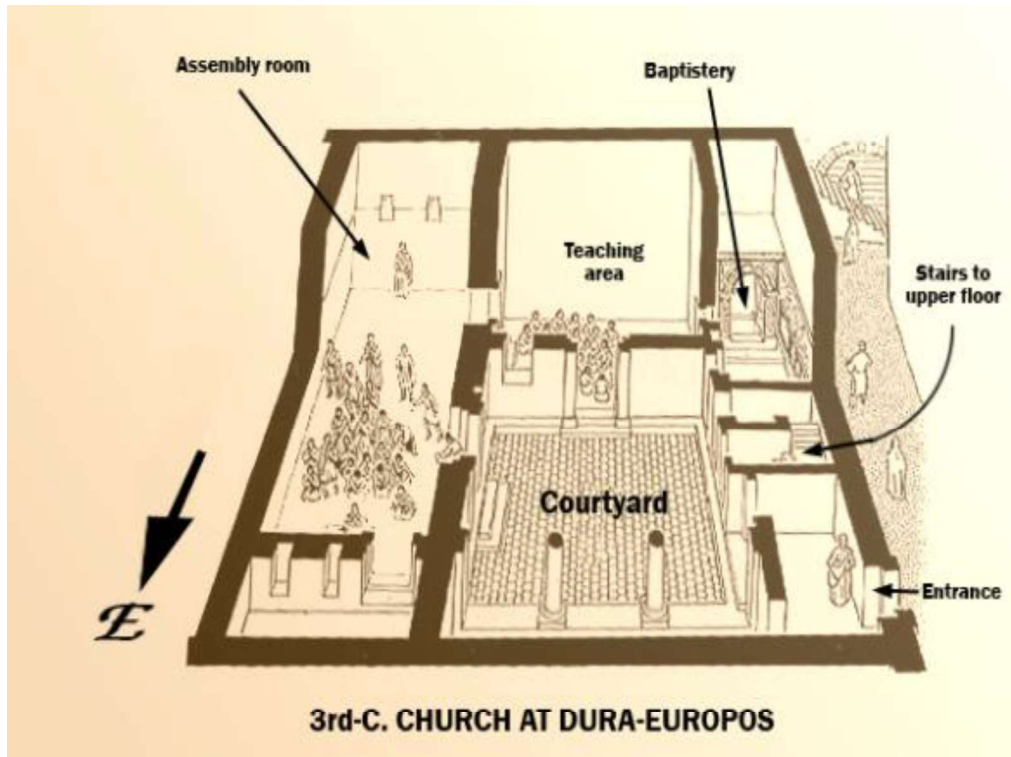 Assembly room
Baptistery
Teaching
area
Stairs to
upper floor
Courtyard
Entrance
E
3rd-C. CHURCH AT DURA-EUROPOS